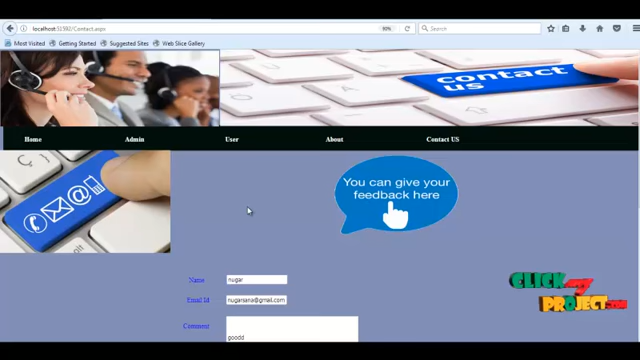 localhost:31592/Contact.aspx
90%
Search
Most Visited
Getting Started
Suggested Sites
Web Slice Gallery
contact
us
Home
Admin
User
About
Contact US
You can give your
feedback here
Name
nugar
Email Id
nugarsana@gmail.com
Comment
goodd
CLICK
PROJECT.COM